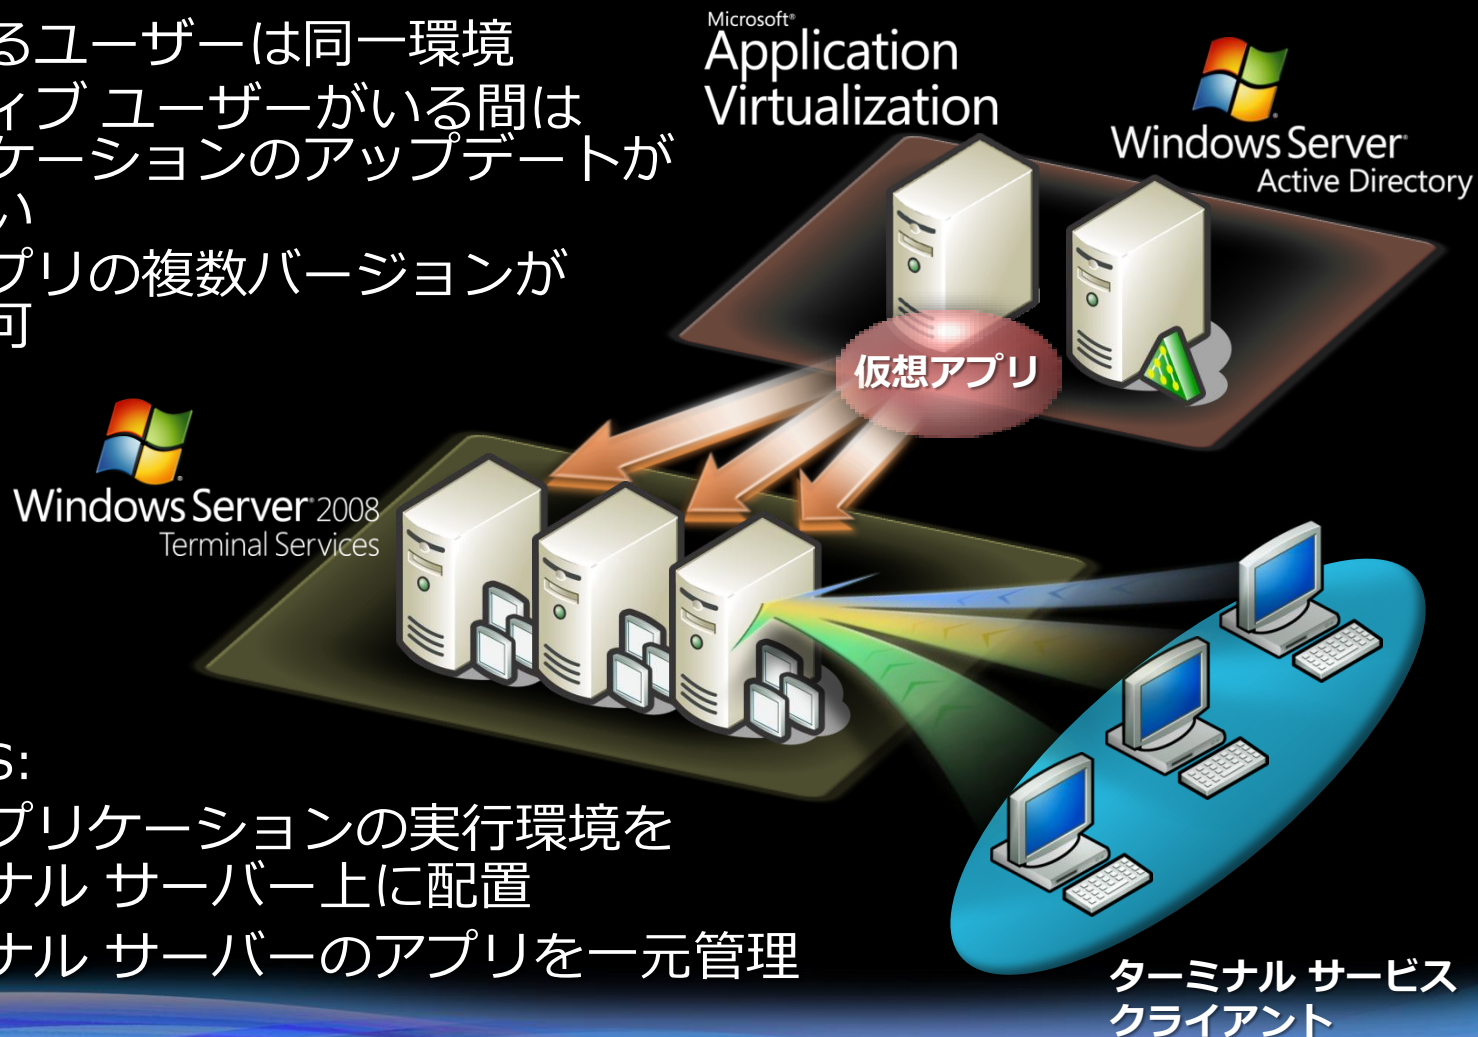 るユーザーは同一環境
ィブ ユーザーがいる間は
ケーションのアップデートが
い
プリの複数バージョンが
可
Microsoft®
Application
Virtualization
Windows Server®
Active Directory
仮想アプリ
Windows Server® 2008
Terminal Services
S:
プリケーションの実行環境を
ナル サーバー上に配置
ナル サーバーのアプリを一元管理
ターミナル サービス
クライアント